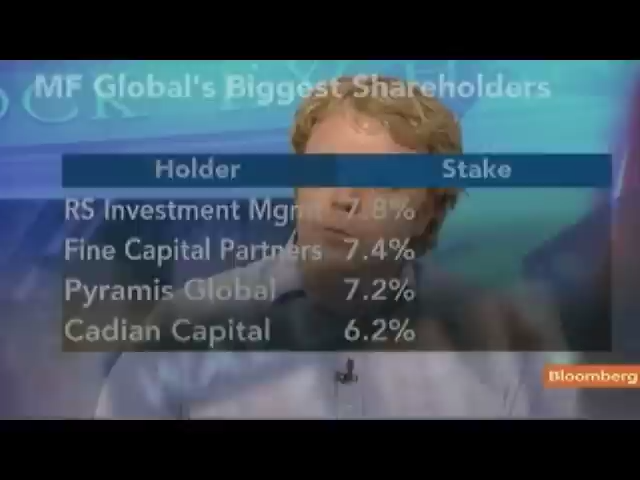 MF Global's Biggest Shareholders
Holder Stake
RS Investment Mgmt 7.8%
Fine Capital Partners 7.4%
Pyramis Global 7.2%
Cadian Capital 6.2%
Bloomberg